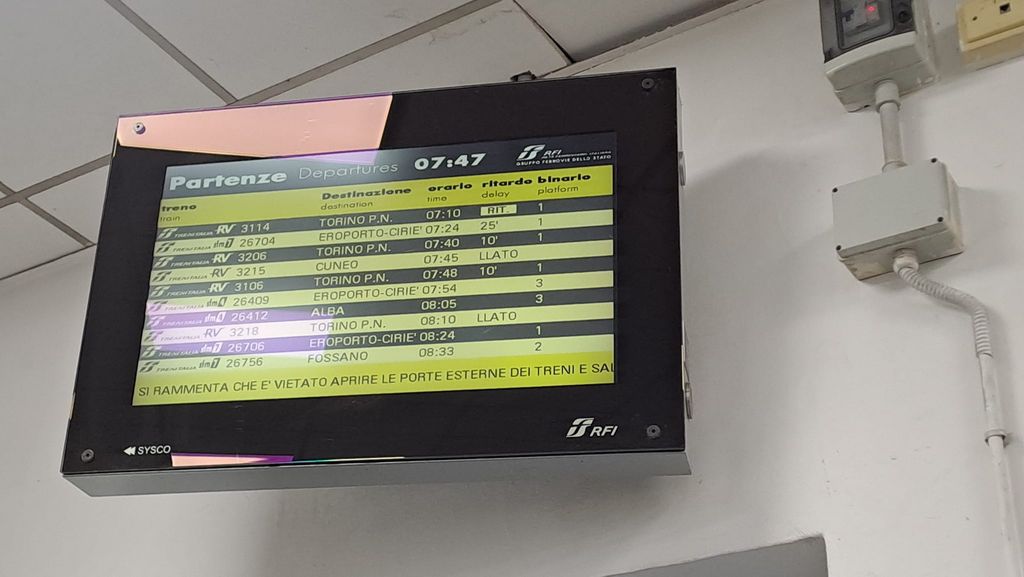 Partenze Departures 07:47 RFI
RETE FERROVIARIA ITALIANA
GRUPPO FERROVIE DELLO STATO
treno Destinazione orario ritardo binario
train destination time delay platform
TRENITALIA RV 3114 TORINO P.N. 07:10 RIT. 1
TRENITALIA sfm7 26704 EROPORTO-CIRIE' 07:24 25' 1
TRENITALIA RV 3206 TORINO P.N. 07:40 10' 1
TRENITALIA RV 3215 CUNEO 07:45 LLATO
TRENITALIA RV 3106 TORINO P.N. 07:48 10' 1
TRENITALIA sfm4 26409 EROPORTO-CIRIE' 07:54 3
TRENITALIA sfm4 26412 ALBA 08:05 3
TRENITALIA RV 3218 TORINO P.N. 08:10 LLATO
TRENITALIA sfm7 26706 EROPORTO-CIRIE' 08:24 1
TRENITALIA sfm7 26756 FOSSANO 08:33 2
SI RAMMENTA CHE E' VIETATO APRIRE LE PORTE ESTERNE DEI TRENI E SAL
RFI
SYSCO